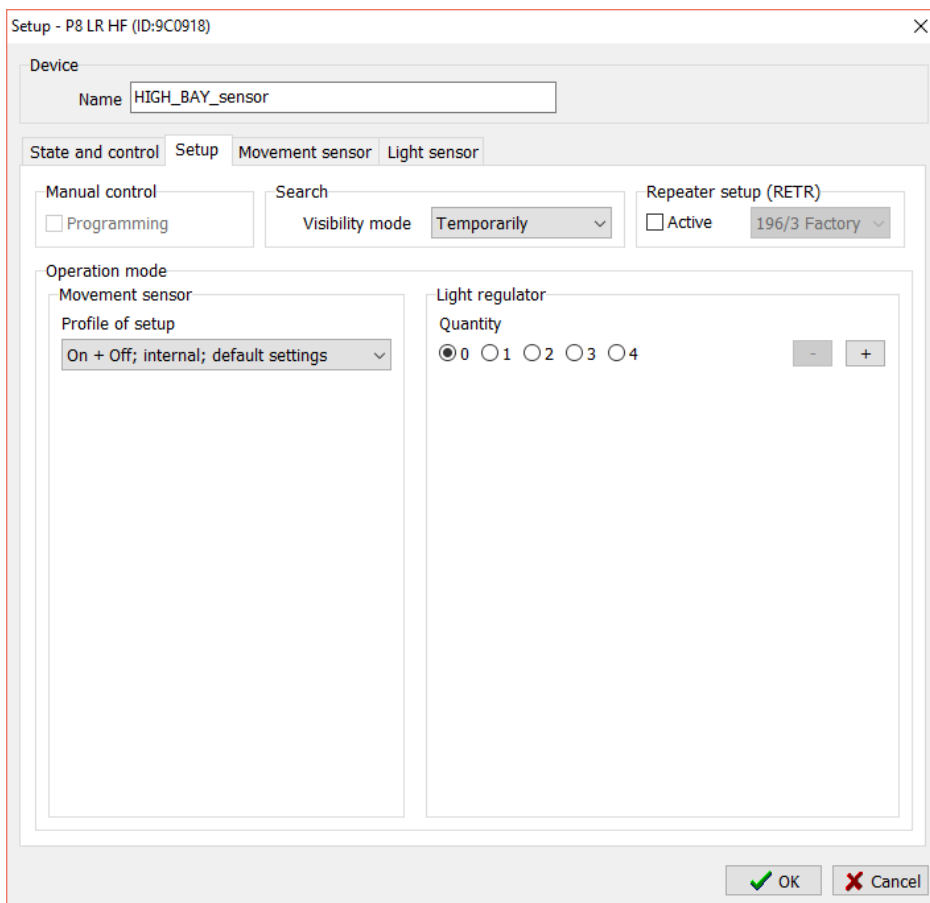 Setup - P8 LR HF (ID:9C0918)
Device
Name HIGH_BAY_sensor
State and control Setup Movement sensor Light sensor
Manual control Search Repeater setup (RETR)
Programming Visibility mode Temporarily Active 196/3 Factory
Operation mode
Movement sensor Light regulator
Profile of setup Quantity
On + Off; internal; default settings 0 1 2 3 4 - +
OK Cancel